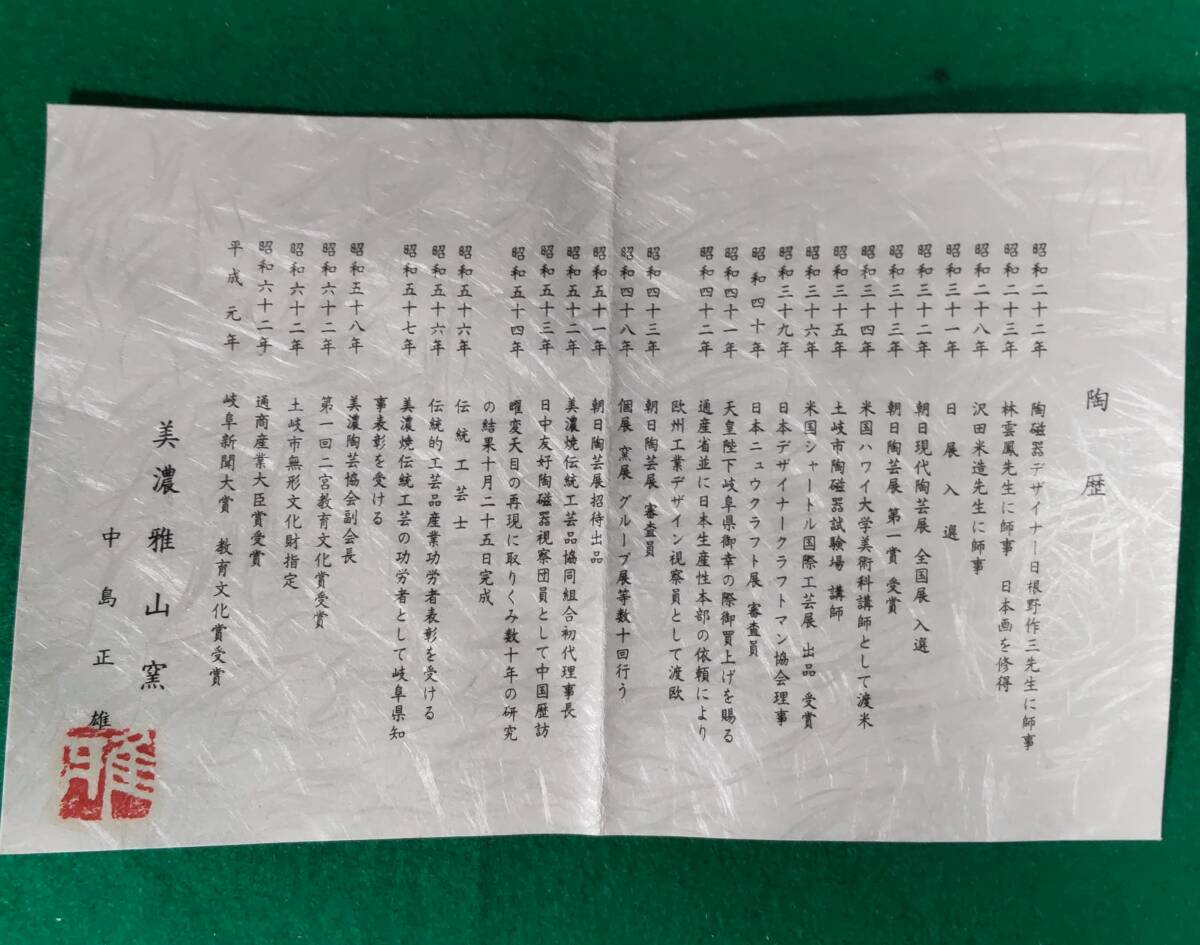 陶歴
昭和二十二年 陶磁器デザイナー日根野作三先生に師事
昭和二十三年 林雲鳳先生に師事 日本画を修得
昭和二十八年 沢田米造先生に師事
昭和三十一年 日展入選
昭和三十二年 朝日現代陶芸展 全国展 入選
昭和三十三年 朝日陶芸展 第一賞 受賞
昭和三十四年 米国ハワイ大学美術科講師として渡米
昭和三十五年 土岐市陶磁器試験場 講師
昭和三十六年 米国シャートル国際工芸展 出品 受賞
昭和三十九年 日本デザイナークラフトマン協会理事
昭和四十年 日本ニュウクラフト展 審査員
昭和四十一年 天皇陛下岐阜県御幸の際御買上げを賜る
昭和四十二年 通産省並に日本生産性本部の依頼により
欧州工業デザイン視察員として渡欧
昭和四十三年 朝日陶芸展 審査員
昭和四十八年 個展 窯展 グループ展等数十回行う
昭和五十一年 朝日陶芸展招待出品
昭和五十二年 美濃焼伝統工芸品協同組合初代理事長
昭和五十三年 日中友好陶磁器視察団員として中国歴訪
昭和五十四年 曜変天目の再現に取りくみ数十年の研究
の結果十月二十五日完成
昭和五十六年 伝統工芸士
昭和五十六年 伝統的工芸品産業功労者表彰を受ける
昭和五十七年 美濃焼伝統工芸の功労者として岐阜県知
事表彰を受ける
昭和五十八年 美濃陶芸協会副会長
昭和六十二年 第一回二宮教育文化賞受賞
昭和六十二年 土岐市無形文化財指定
昭和六十二年 通商産業大臣賞受賞
平成元年 岐阜新聞大賞 教育文化賞受賞
美濃雅山窯
中島正雄
雅